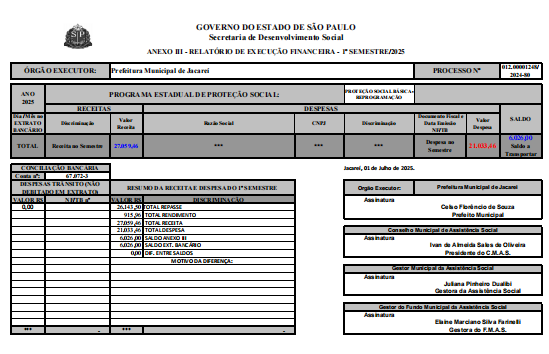 GOVERNO DO ESTADO DE SÃO PAULO
Secretaria de Desenvolvimento Social
ANEXO III - RELATÓRIO DE EXECUÇÃO FINANCEIRA - 1º SEMESTRE/2025
ÓRGÃO EXECUTOR: Prefeitura Municipal de Jacareí PROCESSO Nº 012.00001248/2024-80
ANO 2025 PROGRAMA ESTADUAL DE PROTEÇÃO SOCIAL: PROTEÇÃO SOCIAL BÁSICA - REPROGRAMAÇÃO
RECEITAS DESPESAS SALDO
Dia/Mês no EXTRATO BANCÁRIO Discriminação Valor Receita Razão Social CNPJ Discriminação Documento Fiscal e Data Emissão NF/TB Valor Despesa
TOTAL Receita no Semestre 27.059,46 *** *** *** Despesa no Semestre 21.033,46 6.026,00 Saldo a Transportar
CONCILIAÇÃO BANCÁRIA
Conta nº: 67.072-3
Jacareí, 01 de Julho de 2025.
DESPESAS TRÂNSITO (NÃO DEBITADO EM EXTRATO) RESUMO DA RECEITA E DESPESA DO 1º SEMESTRE
VALOR R$ NF/TB nº VALOR R$ DISCRIMINAÇÃO
0,00 26.143,50 TOTAL REPASSE
915,96 TOTAL RENDIMENTO
27.059,46 TOTAL RECEITA
21.033,46 TOTAL DESPESA
6.026,00 SALDO ANEXO III
6.026,00 SALDO EXT. BANCÁRIO
0,00 DIF. ENTRE SALDOS
MOTIVO DA DIFERENÇA:
*** - *** -
Orgão Executor: Prefeitura Municipal de Jacareí
Assinatura
Celso Florêncio de Souza
Prefeito Municipal
Conselho Municipal de Assistência Social
Assinatura
Ivan de Almeida Sales de Oliveira
Presidente do C.M.A.S.
Gestor Municipal da Assistência Social
Assinatura
Juliana Pinheiro Dualibi
Gestora da Assistência Social
Gestor do Fundo Municipal da Assistência Social
Assinatura
Elaine Marciano Silva Farinelli
Gestora do F.M.A.S.